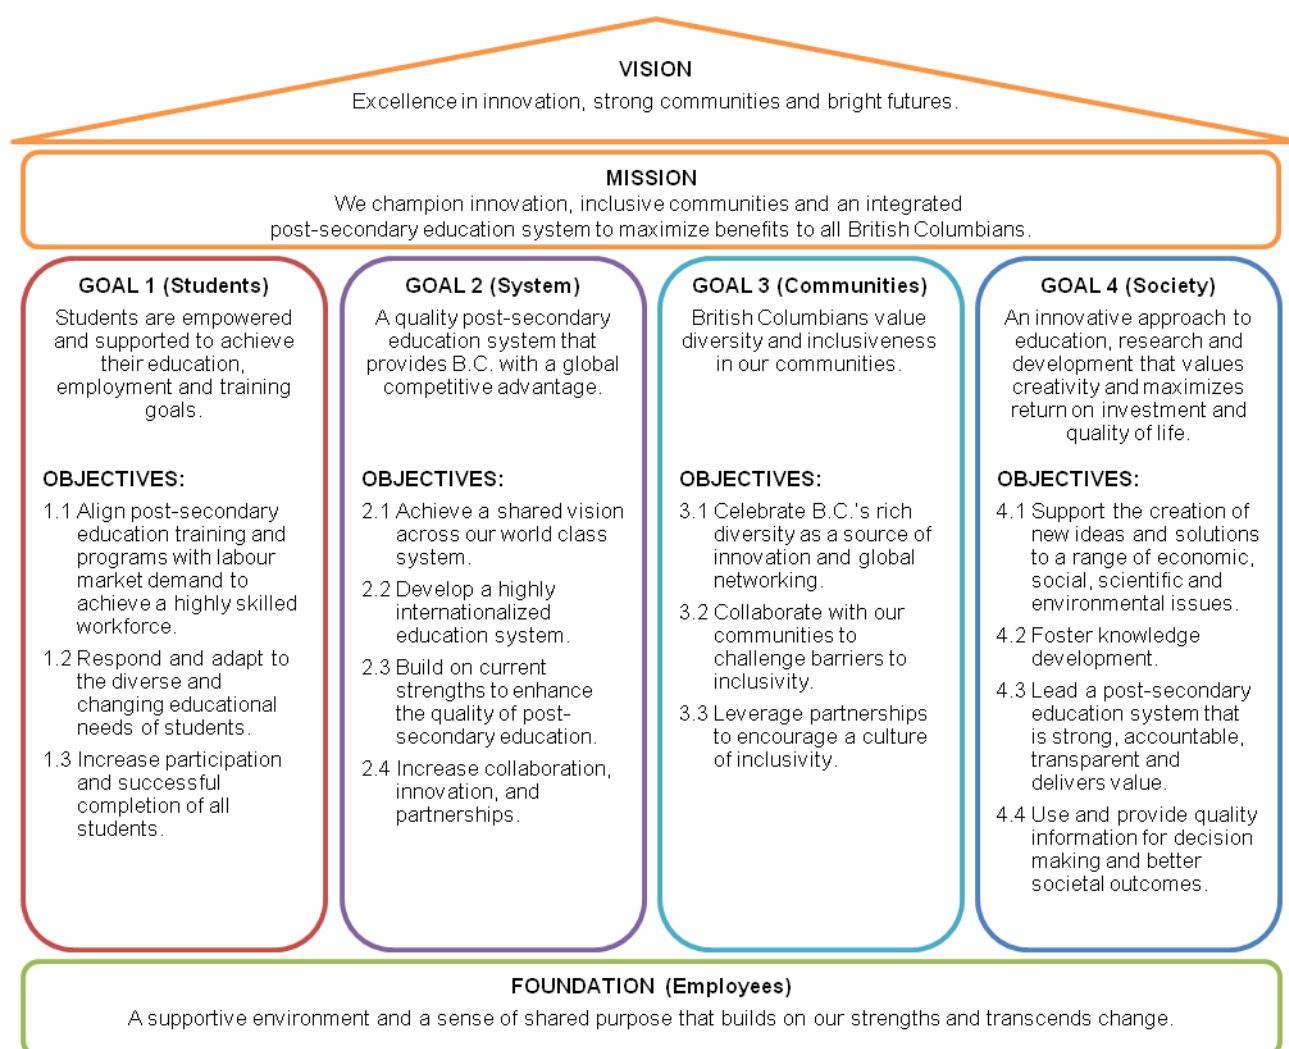 VISION
Excellence in innovation, strong communities and bright futures.
MISSION
We champion innovation, inclusive communities and an integrated
post-secondary education system to maximize benefits to all British Columbians.
GOAL 1 (Students)
Students are empowered
and supported to achieve
their education,
employment and training
goals.
OBJECTIVES:
1.1 Align post-secondary
education training and
programs with labour
market demand to
achieve a highly skilled
workforce.
1.2 Respond and adapt to
the diverse and
changing educational
needs of students.
1.3 Increase participation
and successful
completion of all
students.
GOAL 2 (System)
A quality post-secondary
education system that
provides B.C. with a global
competitive advantage.
OBJECTIVES:
2.1 Achieve a shared vision
across our world class
system.
2.2 Develop a highly
internationalized
education system.
2.3 Build on current
strengths to enhance
the quality of post-
secondary education.
2.4 Increase collaboration,
innovation, and
partnerships.
GOAL 3 (Communities)
British Columbians value
diversity and inclusiveness
in our communities.
OBJECTIVES:
3.1 Celebrate B.C.'s rich
diversity as a source of
innovation and global
networking.
3.2 Collaborate with our
communities to
challenge barriers to
inclusivity.
3.3 Leverage partnerships
to encourage a culture
of inclusivity.
GOAL 4 (Society)
An innovative approach to
education, research and
development that values
creativity and maximizes
return on investment and
quality of life.
OBJECTIVES:
4.1 Support the creation of
new ideas and solutions
to a range of economic,
social, scientific and
environmental issues.
4.2 Foster knowledge
development.
4.3 Lead a post-secondary
education system that
is strong, accountable,
transparent and
delivers value.
4.4 Use and provide quality
information for decision
making and better
societal outcomes.
FOUNDATION (Employees)
A supportive environment and a sense of shared purpose that builds on our strengths and transcends change.